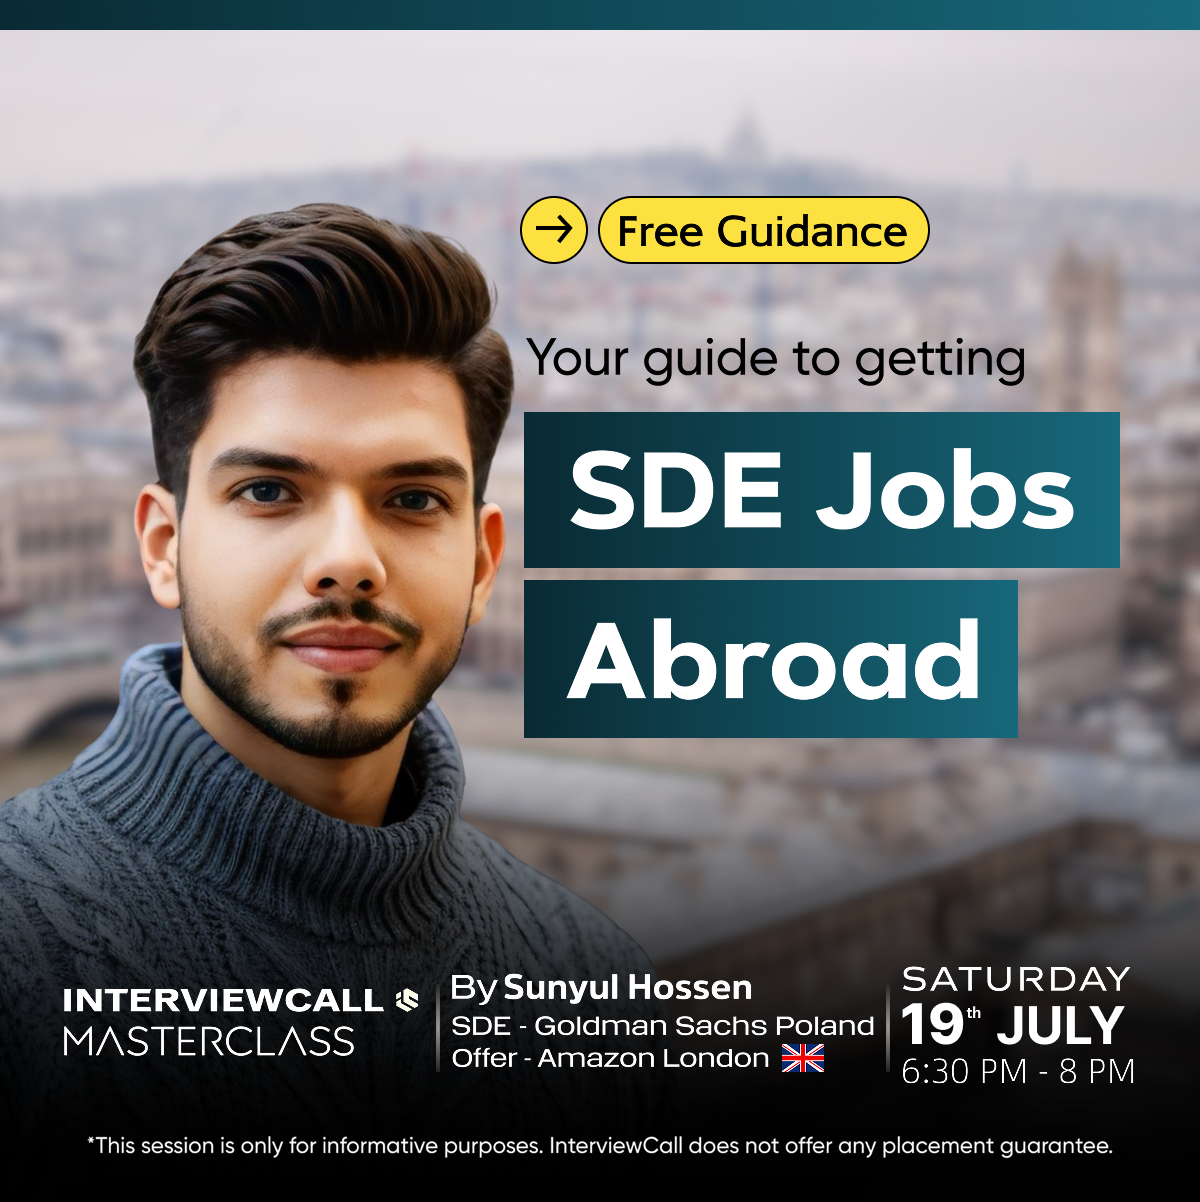 Free Guidance
Your guide to getting
SDE Jobs
Abroad
INTERVIEWCALL
MASTERCLASS
By Sunyul Hossen
SDE - Goldman Sachs Poland
Offer - Amazon London
SATURDAY
19th JULY
6:30 PM - 8 PM
*This session is only for informative purposes. InterviewCall does not offer any placement guarantee.